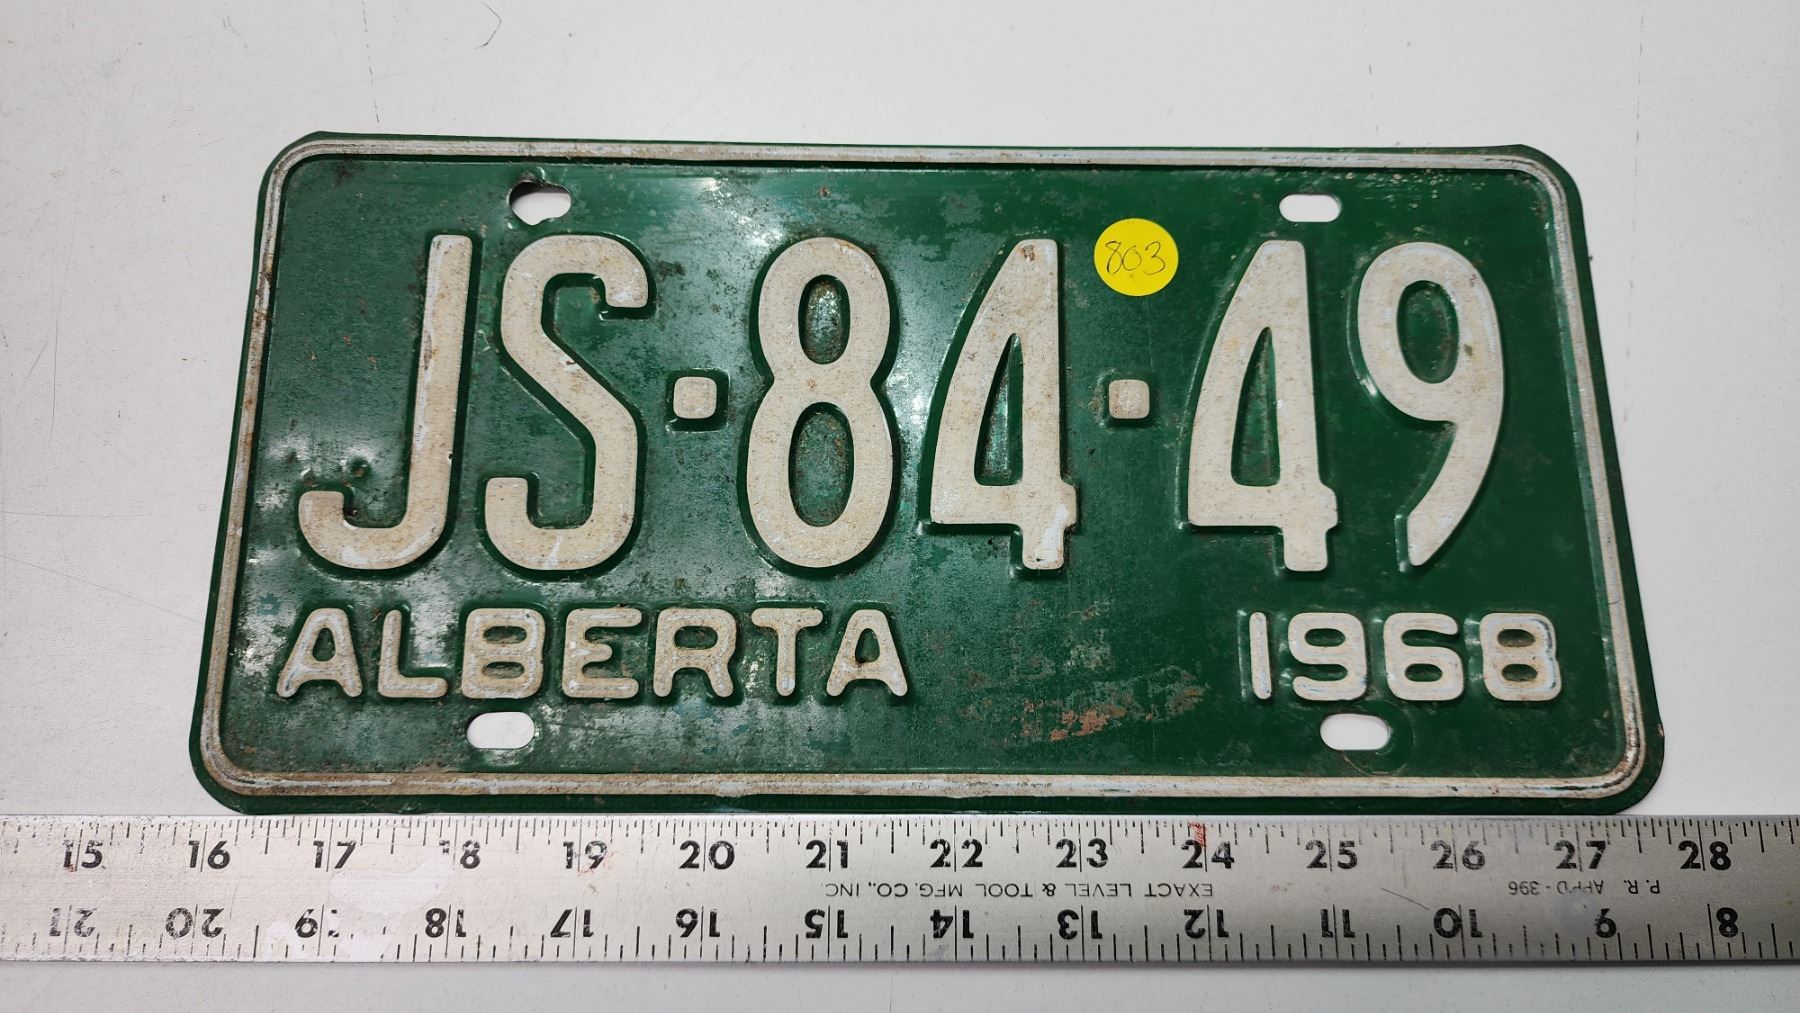 803
JS·84·49
ALBERTA 1968
15 16 17 18 19 20 21 22 23 24 25 26 27 28
EXACT LEVEL & TOOL MFG. CO., INC. P.R. APPD-396
21 20 19 18 17 16 15 14 13 12 11 10 9 8